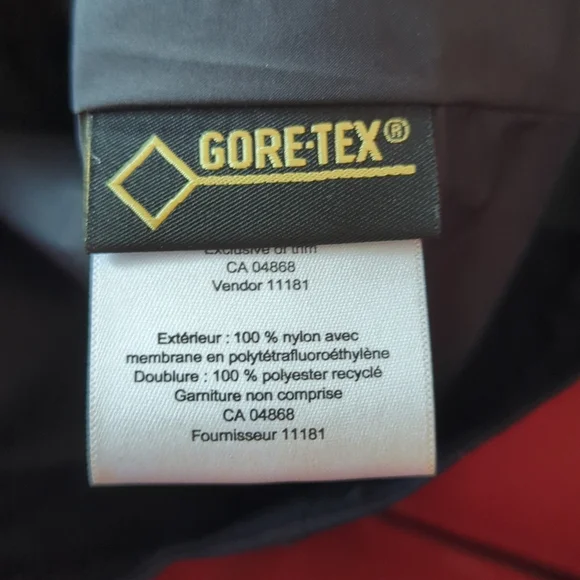 GORE-TEX®
Exclusive of trim
CA 04868
Vendor 11181
Extérieur : 100 % nylon avec
membrane en polytétrafluoroéthylène
Doublure : 100 % polyester recyclé
Garniture non comprise
CA 04868
Fournisseur 11181